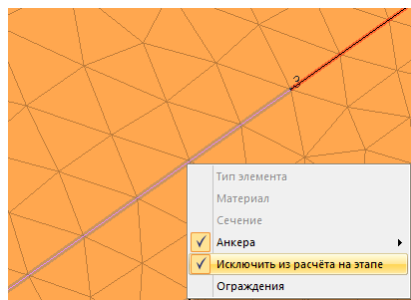 3
Тип элемента
Материал
Сечение
Анкера
Исключить из расчёта на этапе
Ограждения